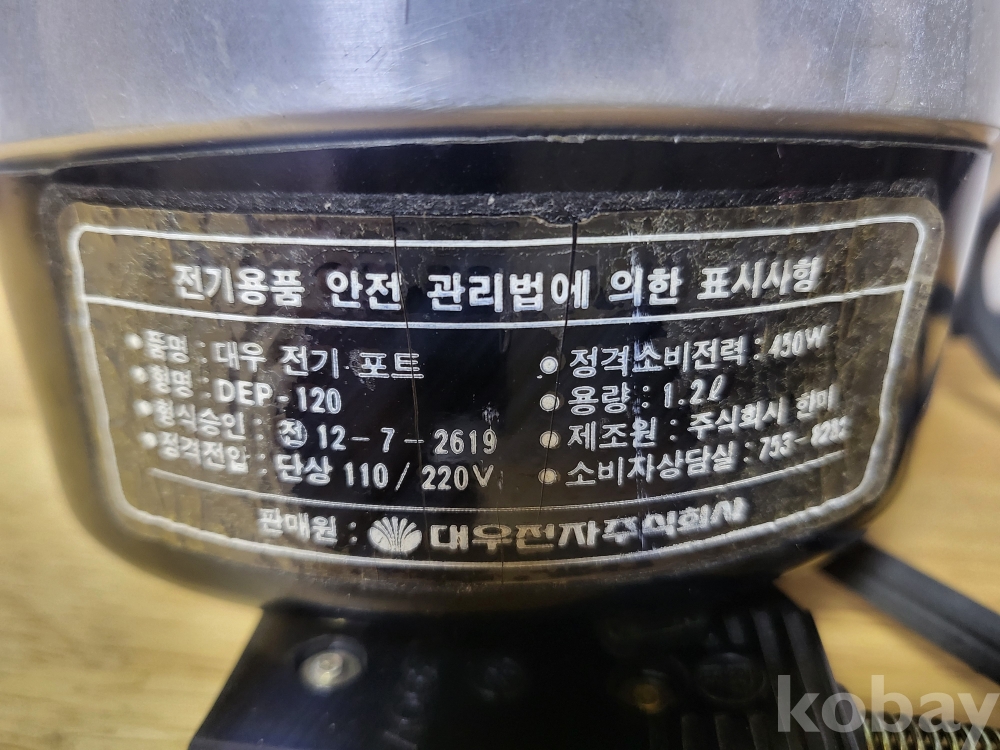 전기용품 안전 관리법에 의한 표시사항
• 품명 : 대우 전기 포트
• 형명 : DEP-120
• 형식승인 : 전 12-7-2619
• 정격전압 : 단상 110 / 220V
• 정격소비전력 : 450W
• 용량 : 1.2ℓ
• 제조원 : 주식회사 한미
• 소비자상담실 : 753-
판매원 : 대우전자주식회사
kobay